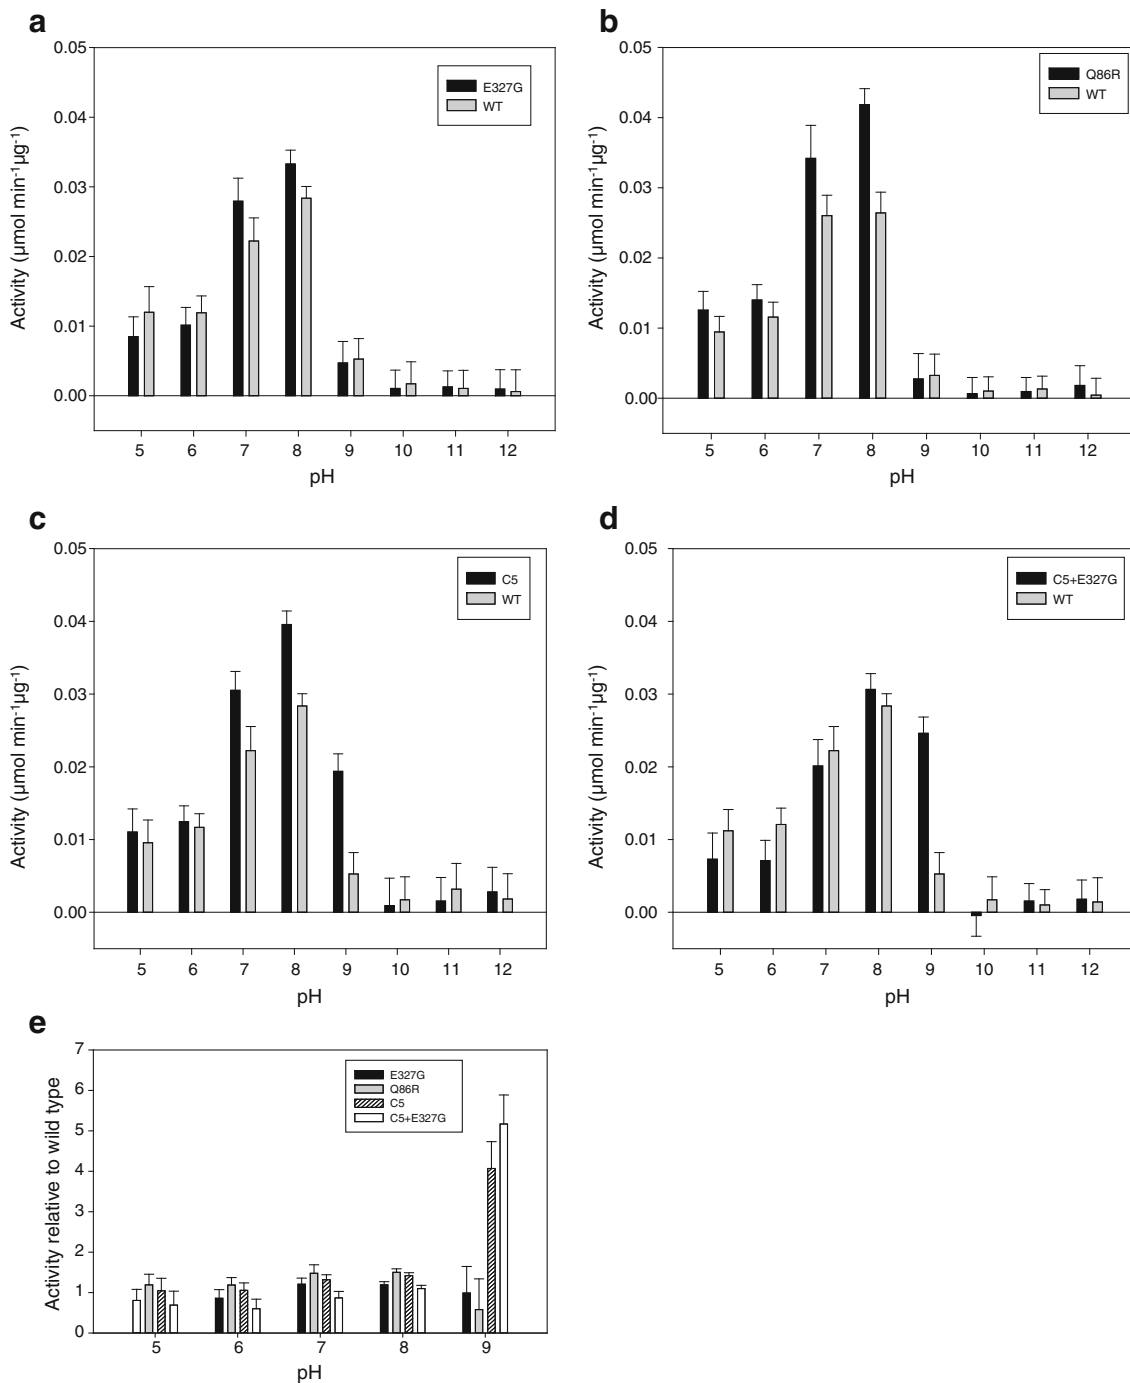 a
0.05
0.04
0.03
0.02
0.01
0.00
Activity (µmol min-1µg-1)
E327G
WT
5 6 7 8 9 10 11 12
pH
b
0.05
0.04
0.03
0.02
0.01
0.00
Activity (µmol min-1µg-1)
Q86R
WT
5 6 7 8 9 10 11 12
pH
c
0.05
0.04
0.03
0.02
0.01
0.00
Activity (µmol min-1µg-1)
C5
WT
5 6 7 8 9 10 11 12
pH
d
0.05
0.04
0.03
0.02
0.01
0.00
Activity (µmol min-1µg-1)
C5+E327G
WT
5 6 7 8 9 10 11 12
pH
e
7
6
5
4
3
2
1
0
Activity relative to wild type
E327G
Q86R
C5
C5+E327G
5 6 7 8 9
pH